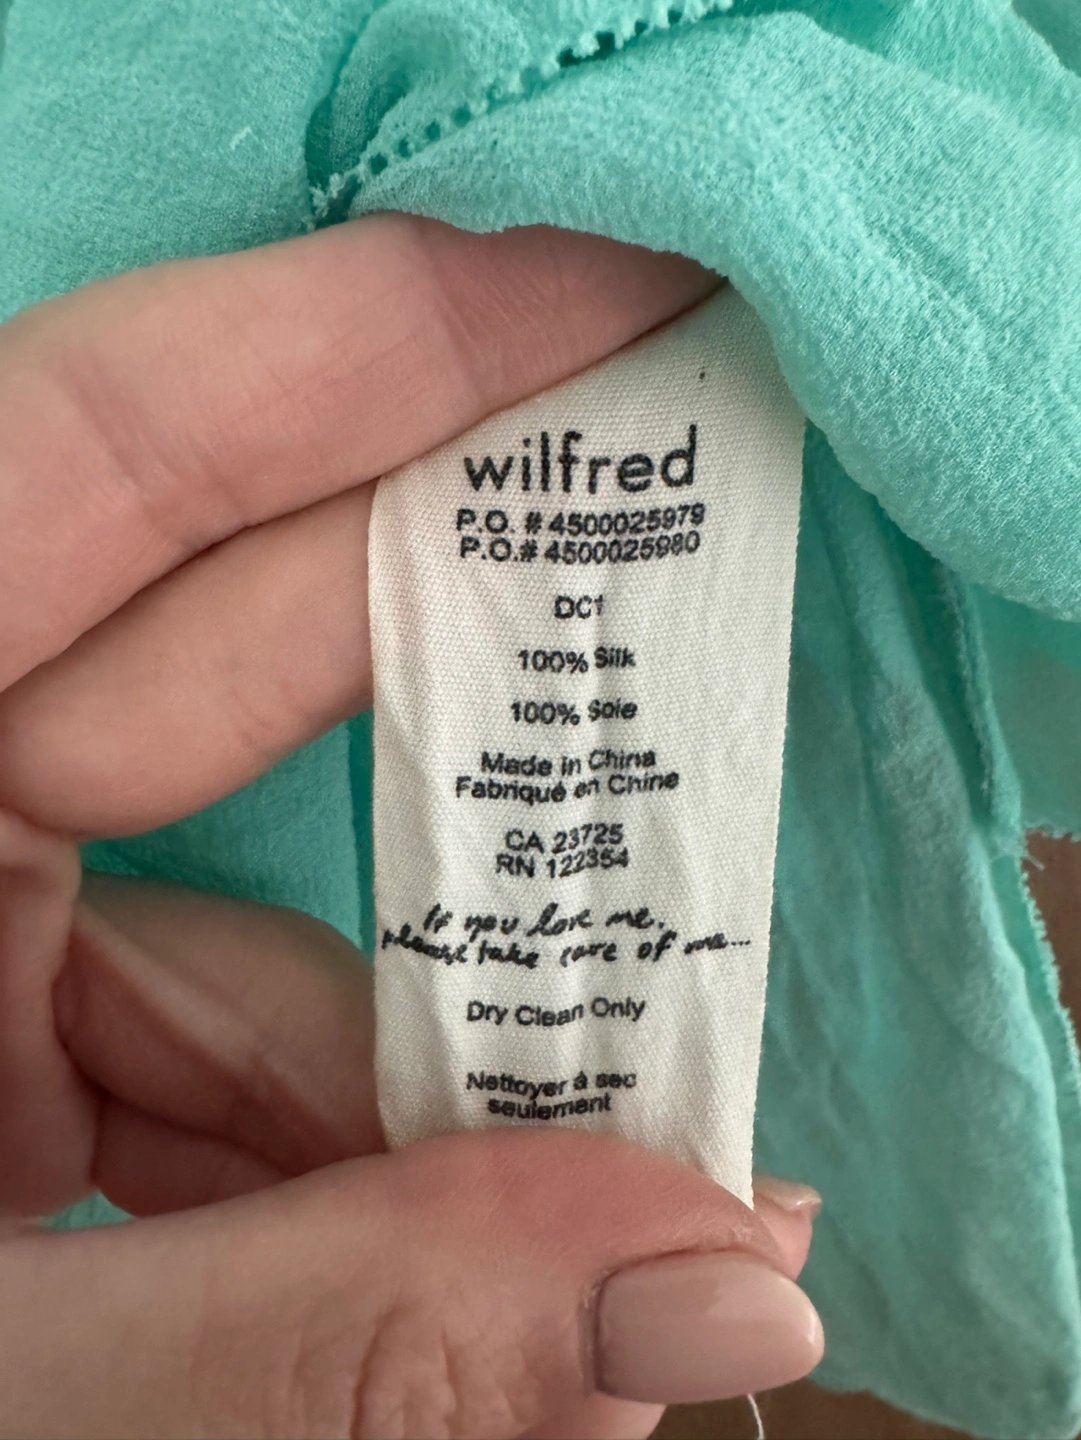 wilfred
P.O. # 4500025979
P.O.# 4500025980
DC1
100% Silk
100% Soie
Made in China
Fabriqué en Chine
CA 23725
RN 122354
If you love me,
please take care of me...
Dry Clean Only
Nettoyer à sec
seulement